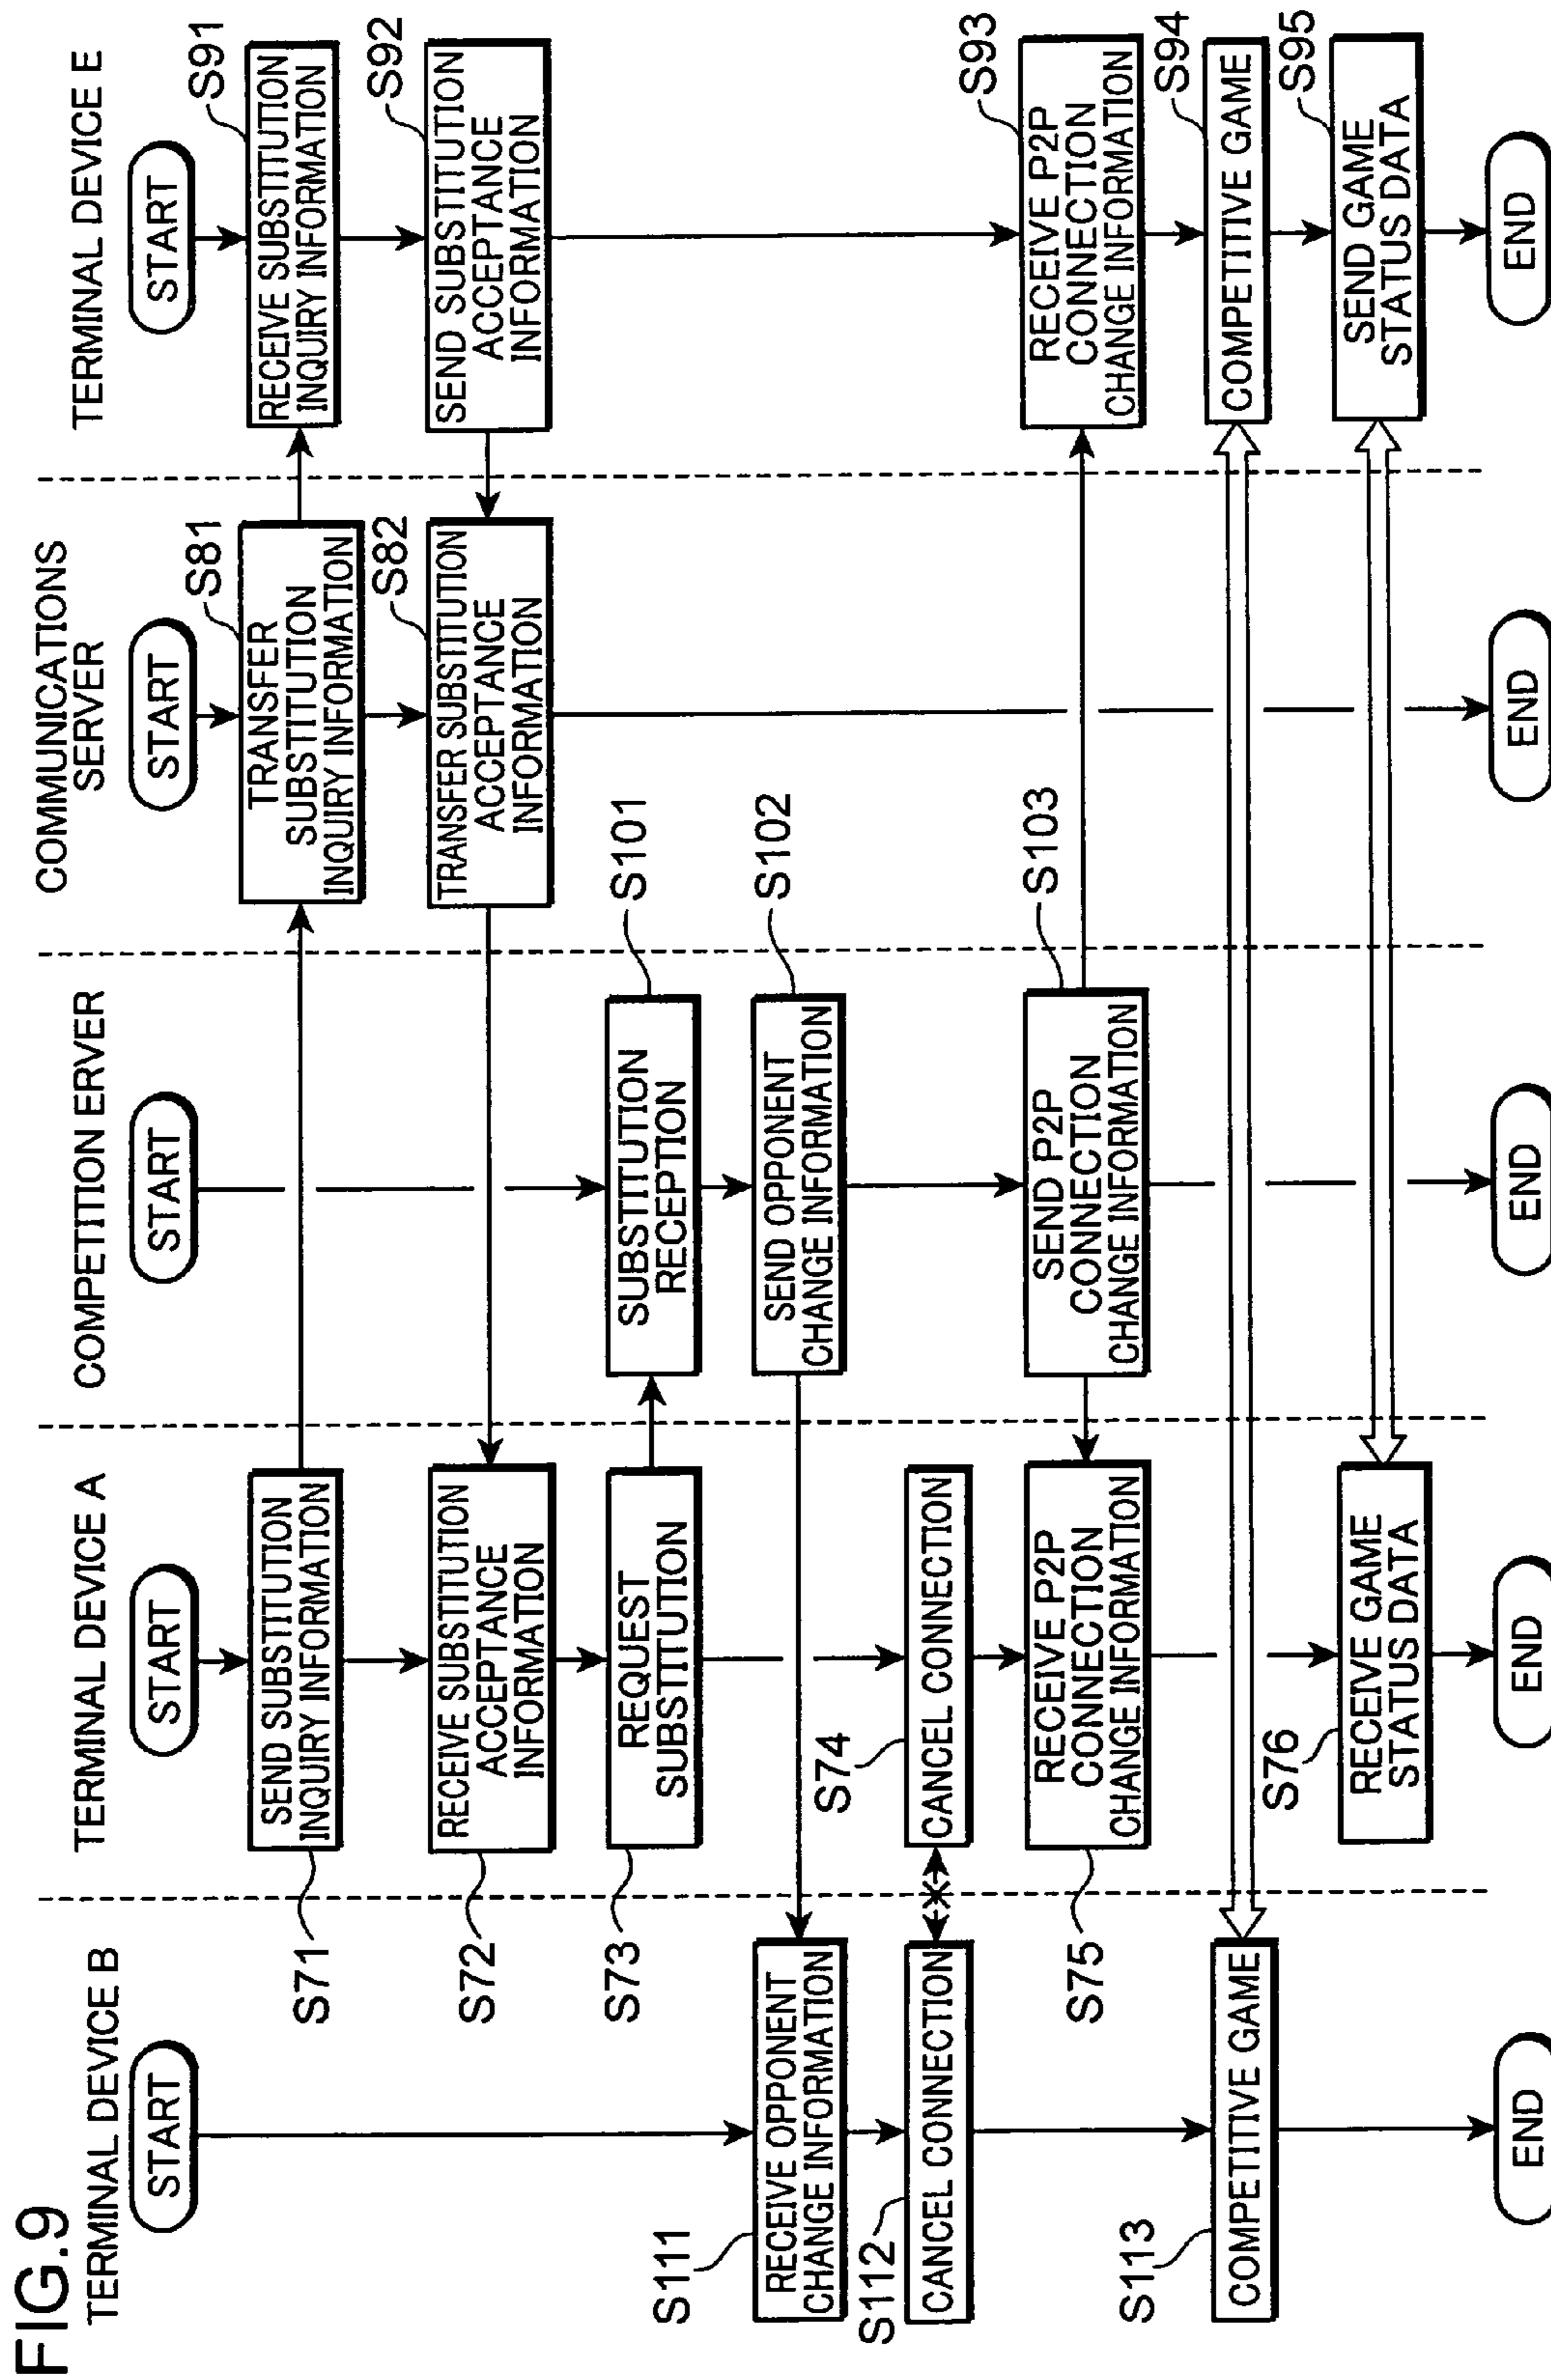 FIG.9
TERMINAL DEVICE B
START
S111
RECEIVE OPPONENT
CHANGE INFORMATION
S112
CANCEL CONNECTION
S113
COMPETITIVE GAME
END
TERMINAL DEVICE A
START
S71
SEND SUBSTITUTION
INQUIRY INFORMATION
S72
RECEIVE SUBSTITUTION
ACCEPTANCE
INFORMATION
S73
REQUEST
SUBSTITUTION
S74
CANCEL CONNECTION
S75
RECEIVE P2P
CONNECTION
CHANGE INFORMATION
S76
RECEIVE GAME
STATUS DATA
END
COMPETITION ERVER
START
S101
SUBSTITUTION
RECEPTION
S102
SEND OPPONENT
CHANGE INFORMATION
S103
SEND P2P
CONNECTION
CHANGE INFORMATION
END
COMMUNICATIONS
SERVER
START
S81
TRANSFER
SUBSTITUTION
INQUIRY INFORMATION
S82
TRANSFER SUBSTITUTION
ACCEPTANCE
INFORMATION
END
TERMINAL DEVICE E
START
S91
RECEIVE SUBSTITUTION
INQUIRY INFORMATION
S92
SEND SUBSTITUTION
ACCEPTANCE
INFORMATION
S93
RECEIVE P2P
CONNECTION
CHANGE INFORMATION
S94
COMPETITIVE GAME
S95
SEND GAME
STATUS DATA
END